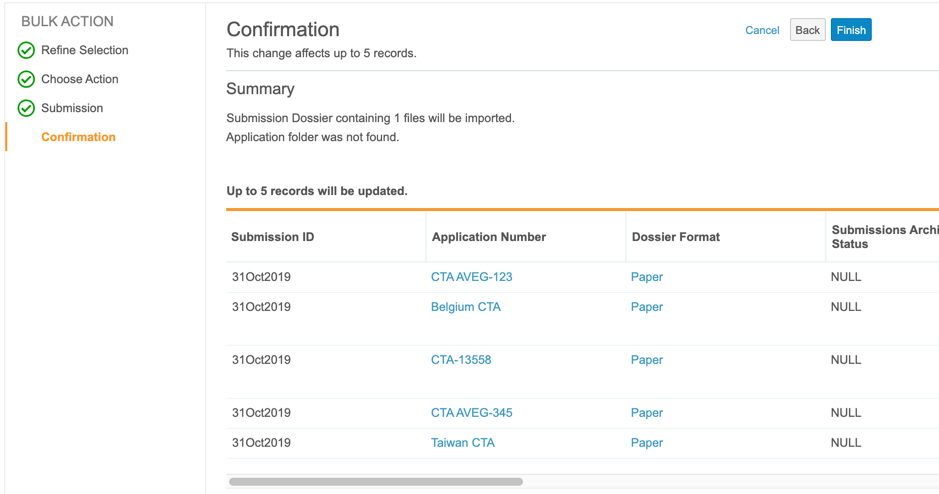 BULK ACTION
Refine Selection
Choose Action
Submission
Confirmation
Confirmation
Cancel Back Finish
This change affects up to 5 records.
Summary
Submission Dossier containing 1 files will be imported.
Application folder was not found.
Up to 5 records will be updated.
Submission ID Application Number Dossier Format Submissions Archi
Status
31Oct2019 CTA AVEG-123 Paper NULL
31Oct2019 Belgium CTA Paper NULL
31Oct2019 CTA-13558 Paper NULL
31Oct2019 CTA AVEG-345 Paper NULL
31Oct2019 Taiwan CTA Paper NULL